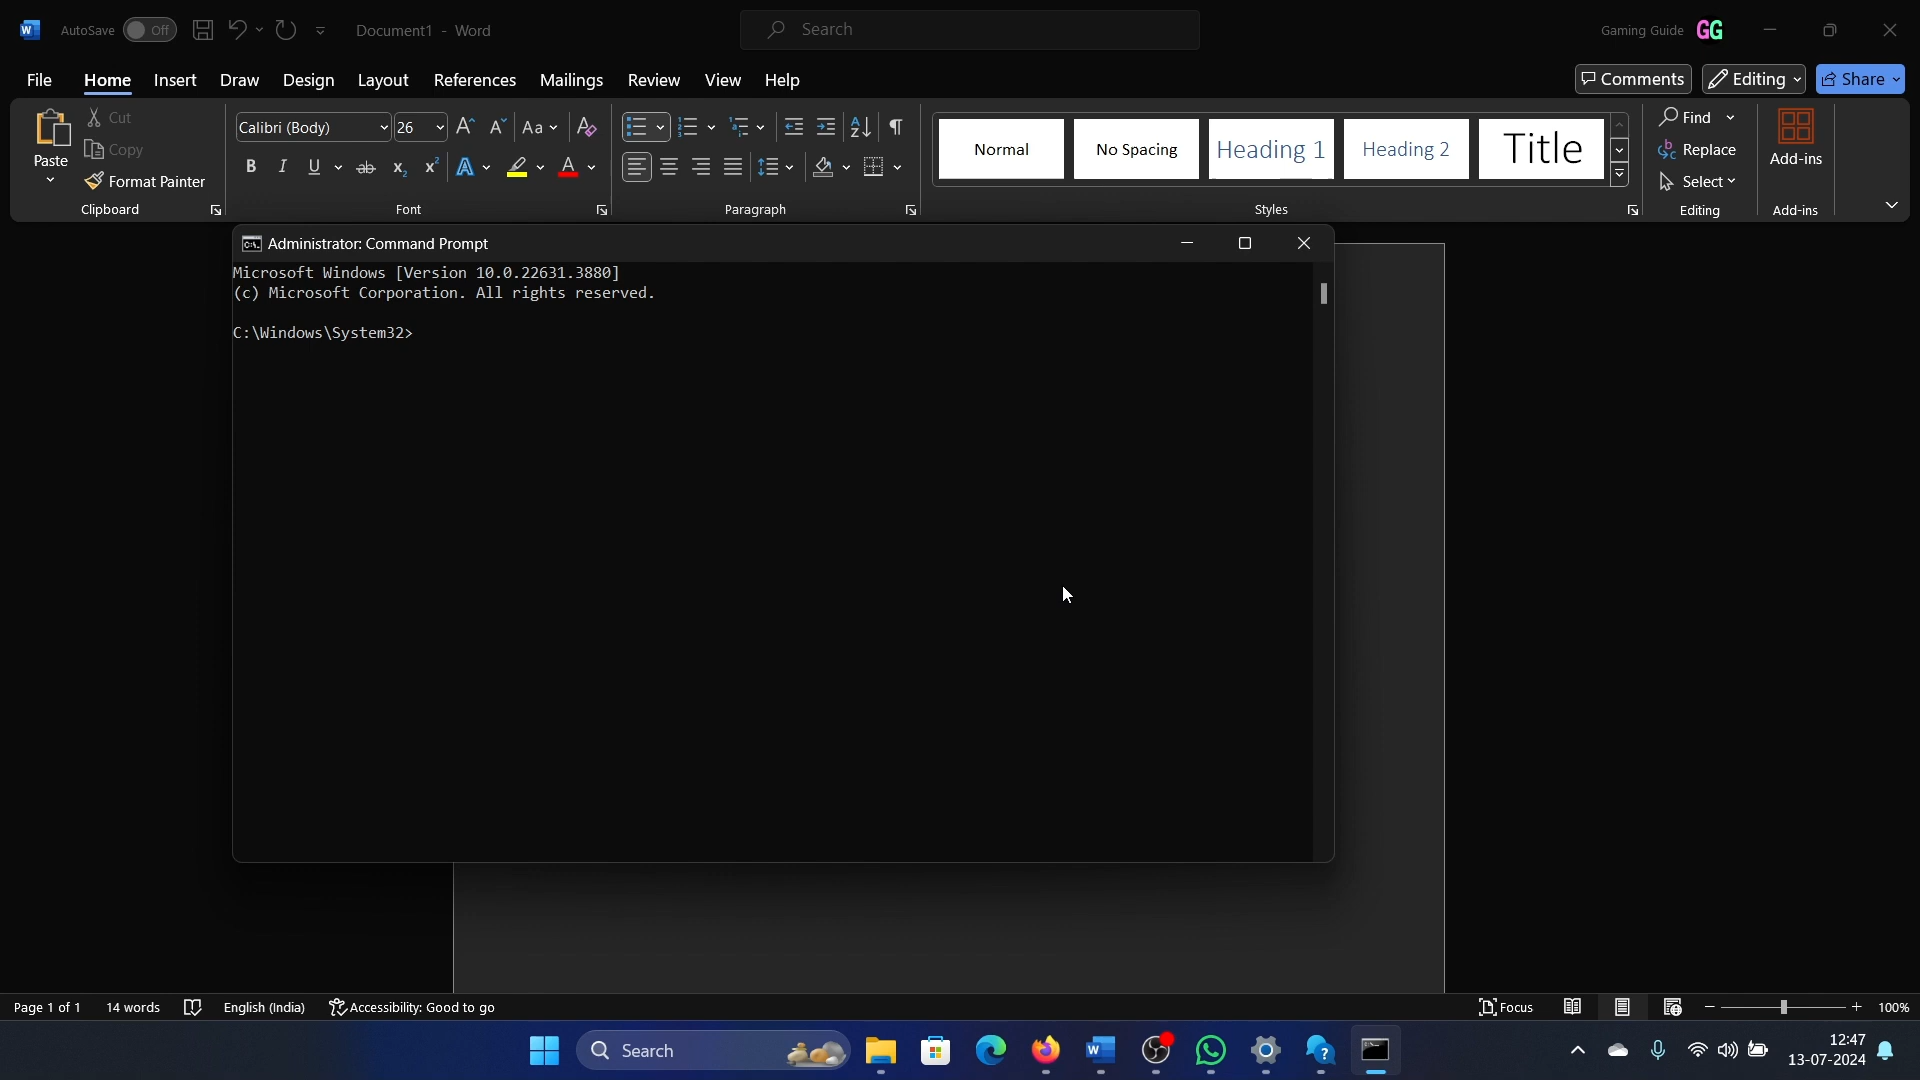 AutoSave Off Document1 - Word Search Gaming Guide GG
File Home Insert Draw Design Layout References Mailings Review View Help Comments Editing Share
Paste Cut Copy Format Painter
Clipboard
Calibri (Body) 26 Aa
B I U ab x₂ x² A A
Font
Paragraph
Normal No Spacing Heading 1 Heading 2 Title
Styles
Find
Replace
Select
Editing
Add-ins
Add-ins
Administrator: Command Prompt
Microsoft Windows [Version 10.0.22631.3880]
(c) Microsoft Corporation. All rights reserved.
C:\Windows\System32>
Page 1 of 1 14 words English (India) Accessibility: Good to go Focus 100%
Search 12:47
13-07-2024